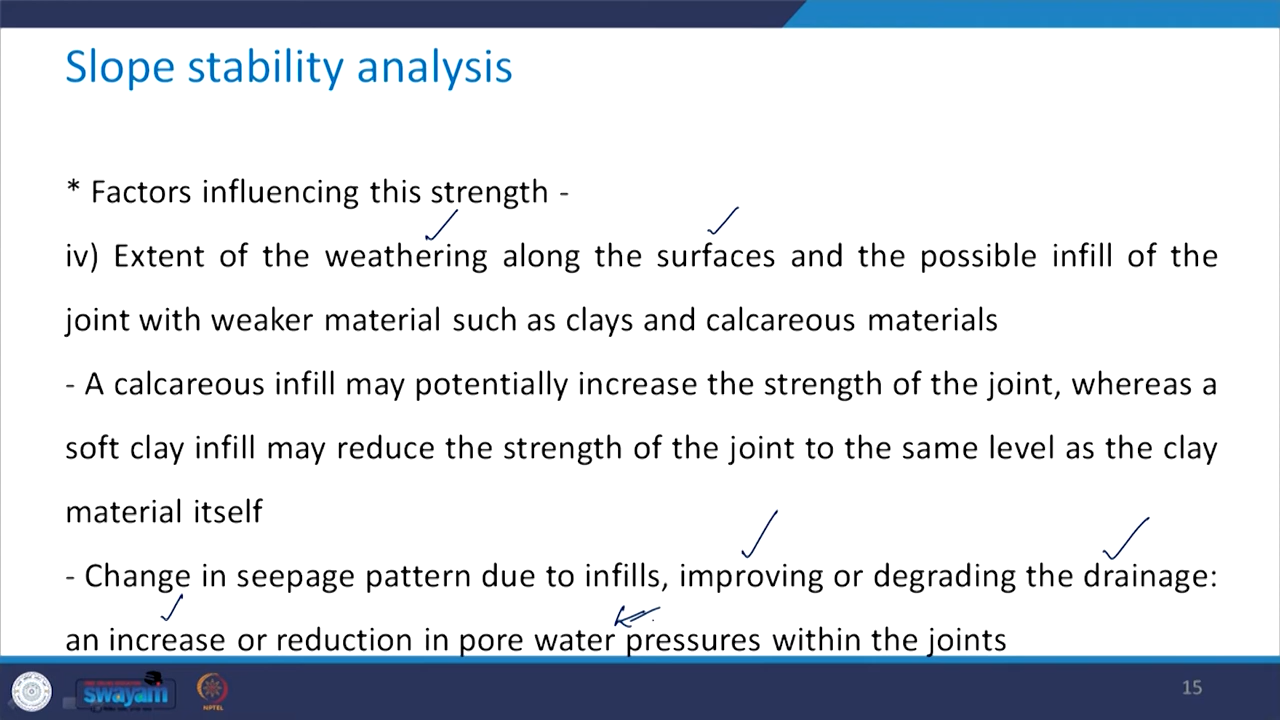 Slope stability analysis
* Factors influencing this strength -
iv) Extent of the weathering along the surfaces and the possible infill of the
joint with weaker material such as clays and calcareous materials
- A calcareous infill may potentially increase the strength of the joint, whereas a
soft clay infill may reduce the strength of the joint to the same level as the clay
material itself
- Change in seepage pattern due to infills, improving or degrading the drainage:
an increase or reduction in pore water pressures within the joints
swayam
NPTEL
15